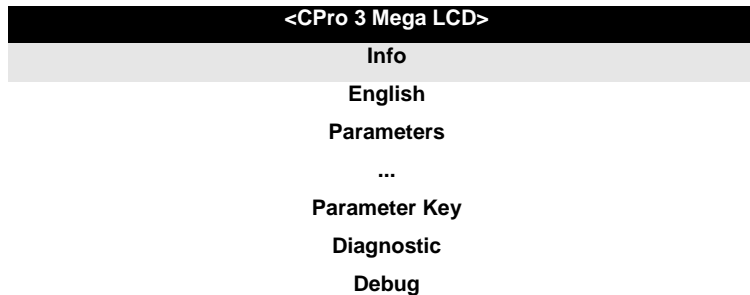 <CPro 3 Mega LCD>
Info
English
Parameters
...
Parameter Key
Diagnostic
Debug